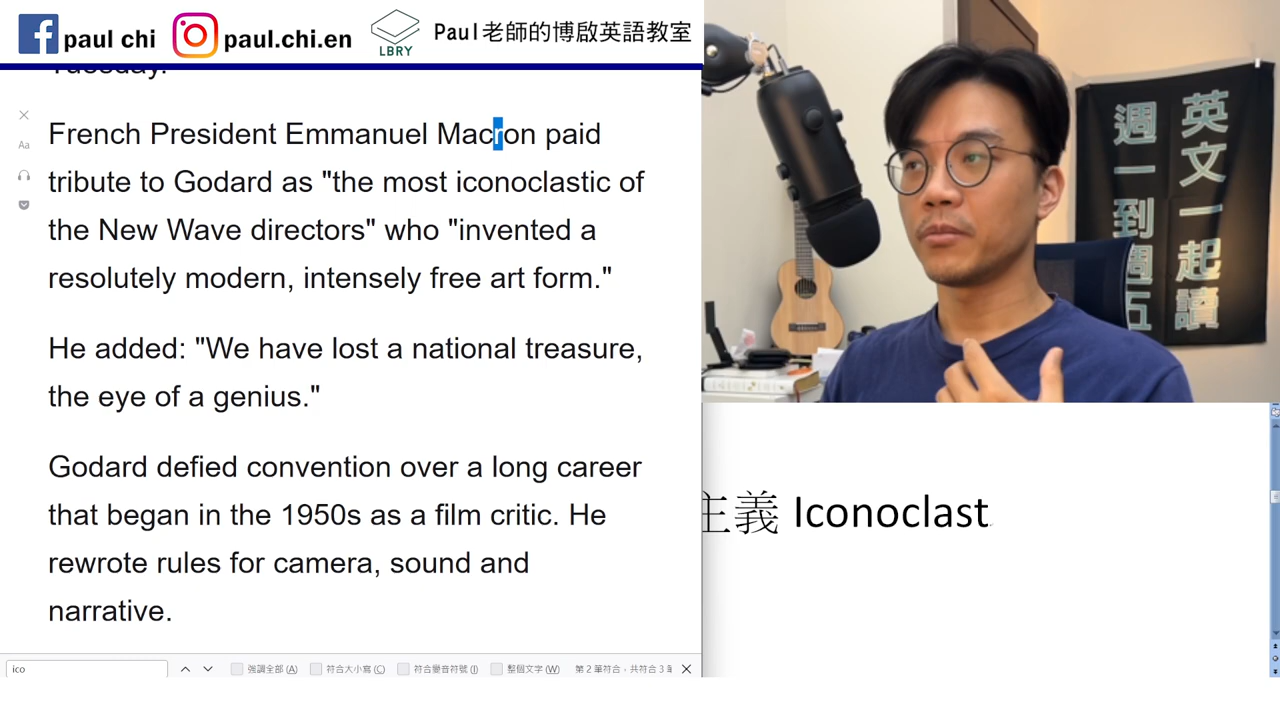 paul chi
paul.chi.en
LBRY
Paul老師的博啟英語教室
Tuesday.
Aa
French President Emmanuel Macron paid
tribute to Godard as "the most iconoclastic of
the New Wave directors" who "invented a
resolutely modern, intensely free art form."
He added: "We have lost a national treasure,
the eye of a genius."
Godard defied convention over a long career
that began in the 1950s as a film critic. He
rewrote rules for camera, sound and
narrative.
ico
強調全部(A)
符合大小寫(C)
符合變音符號(I)
整個文字(W)
第 2 筆符合,共符合 3 筆
英文一起讀
週一到週五
主義 Iconoclast